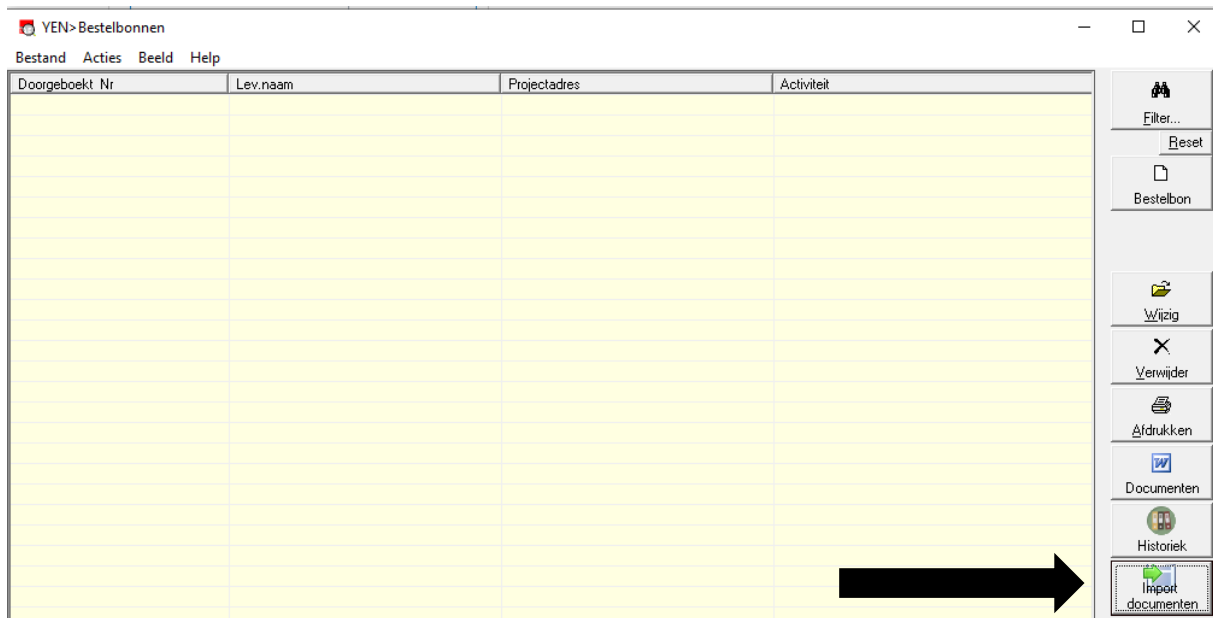 YEN>Bestelbonnen
Bestand Acties Beeld Help
Doorgeboekt Nr Lev.naam Projectadres Activiteit
Filter...
Reset
Bestelbon
Wijzig
Verwijder
Afdrukken
Documenten
Historiek
Import
documenten